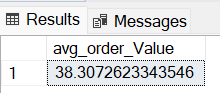 Results Messages
avg_order_Value
1 38.3072623343546